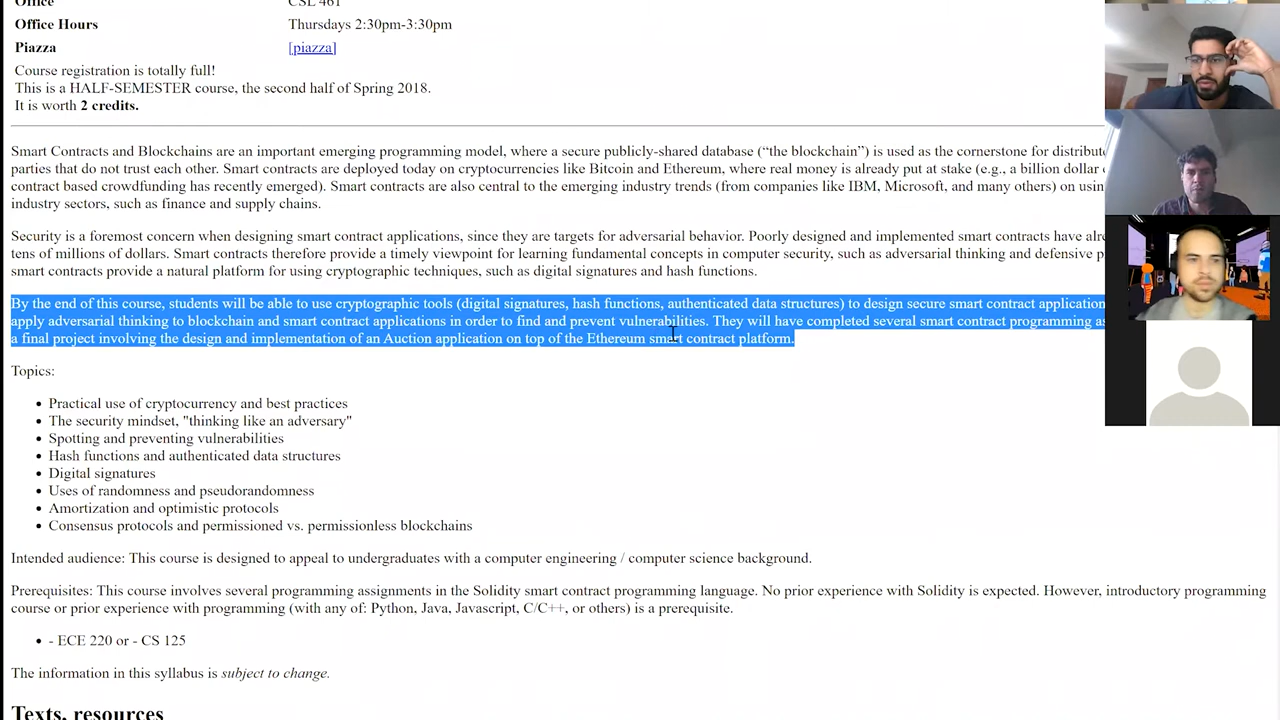 Office CSL 461
Office Hours Thursdays 2:30pm-3:30pm
Piazza [piazza]
Course registration is totally full!
This is a HALF-SEMESTER course, the second half of Spring 2018.
It is worth 2 credits.
Smart Contracts and Blockchains are an important emerging programming model, where a secure publicly-shared database (“the blockchain”) is used as the cornerstone for distribute
parties that do not trust each other. Smart contracts are deployed today on cryptocurrencies like Bitcoin and Ethereum, where real money is already put at stake (e.g., a billion dollar
contract based crowdfunding has recently emerged). Smart contracts are also central to the emerging industry trends (from companies like IBM, Microsoft, and many others) on usin
industry sectors, such as finance and supply chains.
Security is a foremost concern when designing smart contract applications, since they are targets for adversarial behavior. Poorly designed and implemented smart contracts have alre
tens of millions of dollars. Smart contracts therefore provide a timely viewpoint for learning fundamental concepts in computer security, such as adversarial thinking and defensive p
smart contracts provide a natural platform for using cryptographic techniques, such as digital signatures and hash functions.
By the end of this course, students will be able to use cryptographic tools (digital signatures, hash functions, authenticated data structures) to design secure smart contract application
apply adversarial thinking to blockchain and smart contract applications in order to find and prevent vulnerabilities. They will have completed several smart contract programming as
a final project involving the design and implementation of an Auction application on top of the Ethereum smart contract platform.
Topics:
• Practical use of cryptocurrency and best practices
• The security mindset, "thinking like an adversary"
• Spotting and preventing vulnerabilities
• Hash functions and authenticated data structures
• Digital signatures
• Uses of randomness and pseudorandomness
• Amortization and optimistic protocols
• Consensus protocols and permissioned vs. permissionless blockchains
Intended audience: This course is designed to appeal to undergraduates with a computer engineering / computer science background.
Prerequisites: This course involves several programming assignments in the Solidity smart contract programming language. No prior experience with Solidity is expected. However, introductory programming
course or prior experience with programming (with any of: Python, Java, Javascript, C/C++, or others) is a prerequisite.
• - ECE 220 or - CS 125
The information in this syllabus is subject to change.
Texts, resources